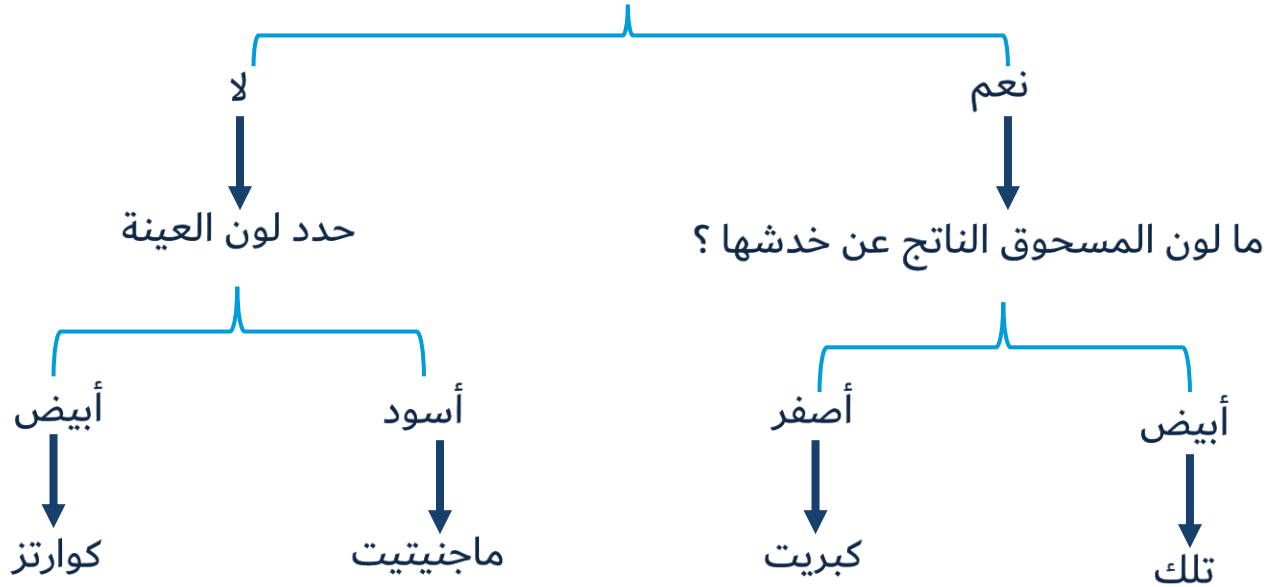 نعم
لا
ما لون المسحوق الناتج عن خدشها ؟
حدد لون العينة
أبيض
أصفر
أسود
أبيض
تلك
كبريت
ماجنيتيت
كوارتز